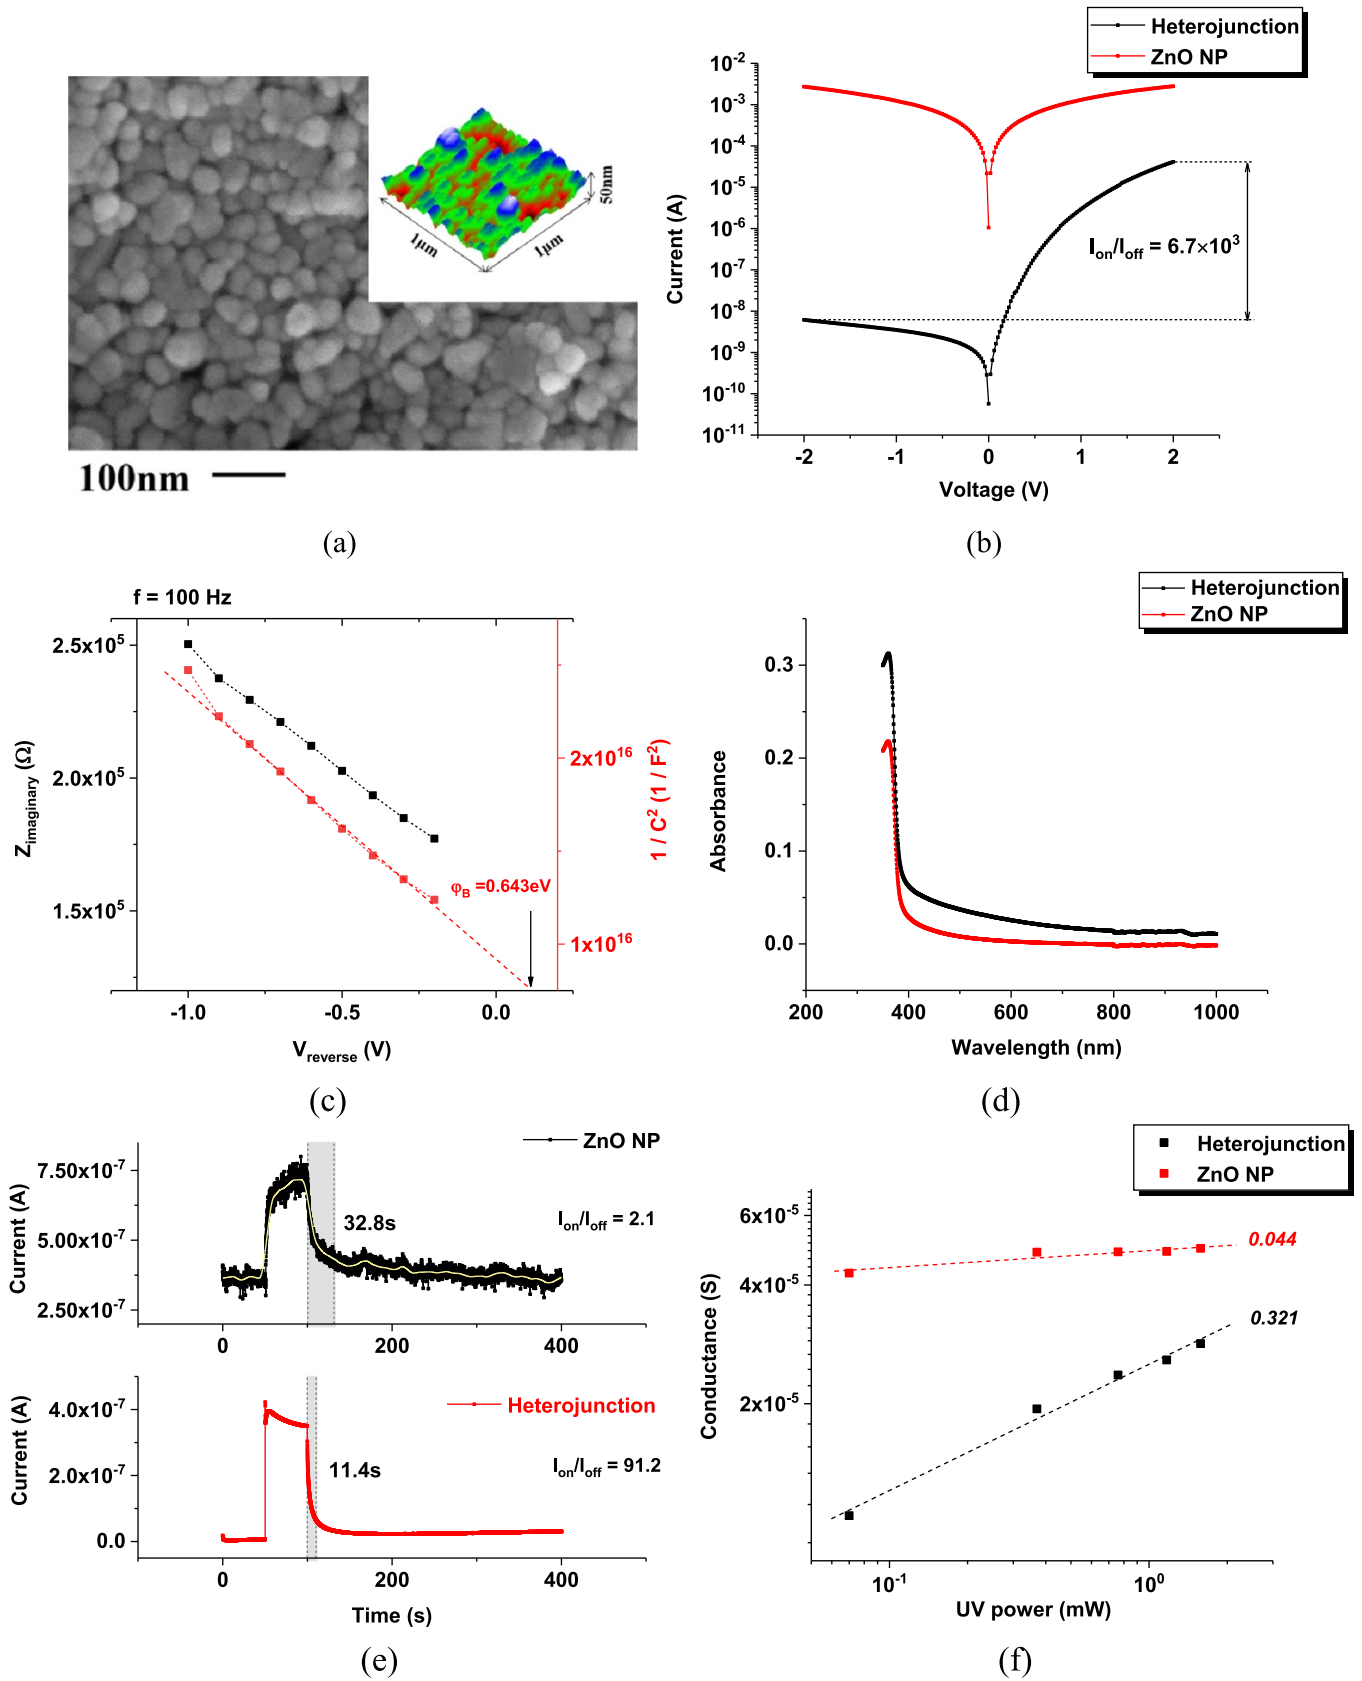 50nm
1μm
1μm
100nm
(a)
Heterojunction
ZnO NP
10-2
10-3
10-4
10-5
10-6
10-7
10-8
10-9
10-10
10-11
Current (A)
Ion/Ioff = 6.7×103
-2 -1 0 1 2
Voltage (V)
(b)
f = 100 Hz
2.5x105
2.0x105
1.5x105
Zimaginary (Ω)
2x1016
1x1016
1 / C2 (1 / F2)
φB =0.643eV
-1.0 -0.5 0.0
Vreverse (V)
(c)
Heterojunction
ZnO NP
0.3
0.2
0.1
0.0
Absorbance
200 400 600 800 1000
Wavelength (nm)
(d)
ZnO NP
7.50x10-7
5.00x10-7
2.50x10-7
Current (A)
32.8s
Ion/Ioff = 2.1
0 200 400
Heterojunction
4.0x10-7
2.0x10-7
0.0
Current (A)
11.4s
Ion/Ioff = 91.2
0 200 400
Time (s)
(e)
Heterojunction
ZnO NP
6x10-5
4x10-5
2x10-5
Conductance (S)
0.044
0.321
10-1 100
UV power (mW)
(f)